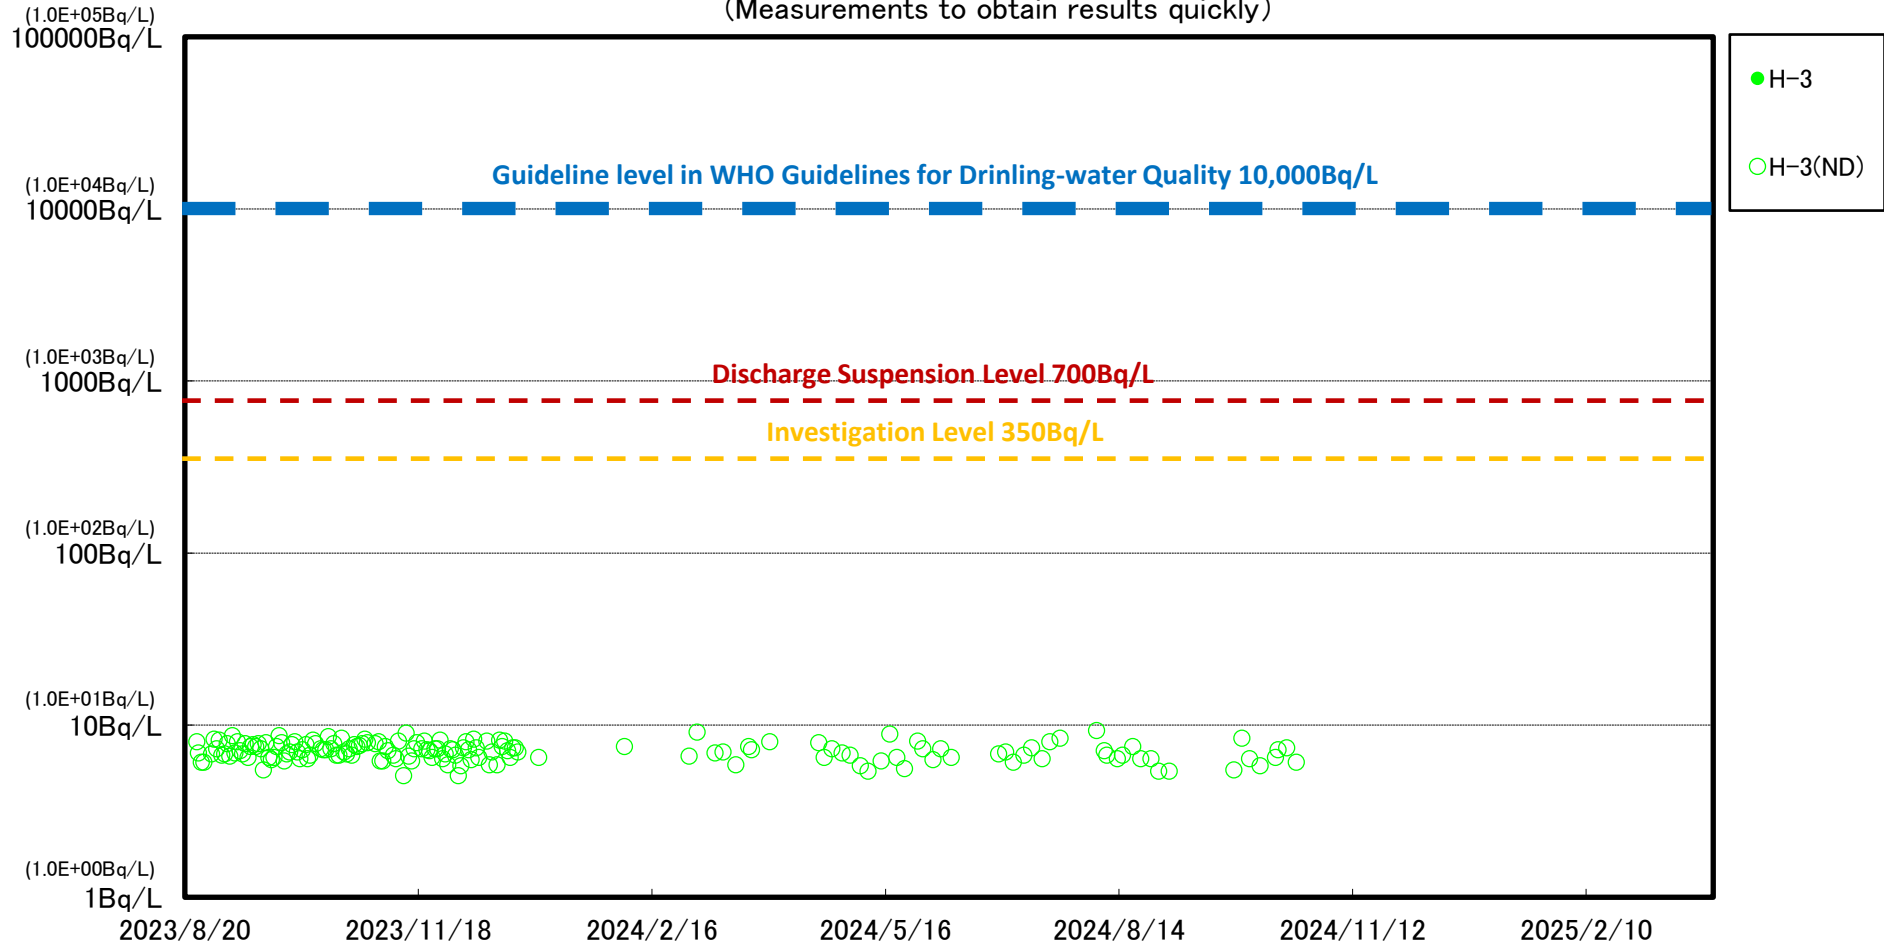 (Measurements to obtain results quickly)
(1.0E+05Bq/L)
100000Bq/L
H-3
H-3(ND)
Guideline level in WHO Guidelines for Drinling-water Quality 10,000Bq/L
(1.0E+04Bq/L)
10000Bq/L
(1.0E+03Bq/L)
1000Bq/L
Discharge Suspension Level 700Bq/L
Investigation Level 350Bq/L
(1.0E+02Bq/L)
100Bq/L
(1.0E+01Bq/L)
10Bq/L
(1.0E+00Bq/L)
1Bq/L
2023/8/20 2023/11/18 2024/2/16 2024/5/16 2024/8/14 2024/11/12 2025/2/10